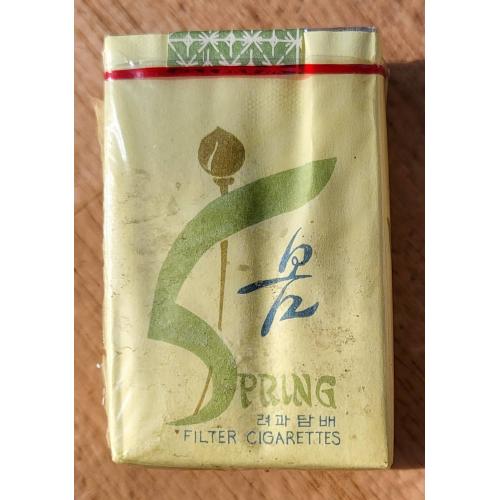 봄
SPRING
려과담배
FILTER CIGARETTES